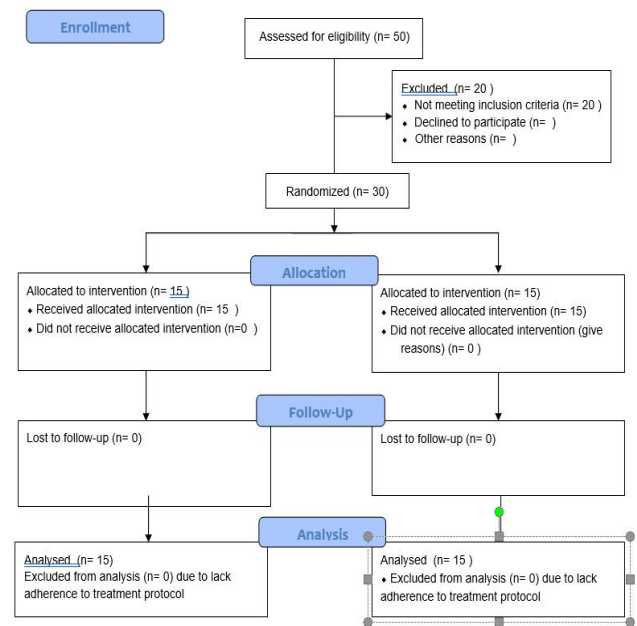 Enrollment
Assessed for eligibility (n= 50)
Excluded (n= 20 )
♦ Not meeting inclusion criteria (n= 20 )
♦ Declined to participate (n= )
♦ Other reasons (n= )
Randomized (n= 30)
Allocation
Allocated to intervention (n= 15 )
♦ Received allocated intervention (n= 15 )
♦ Did not receive allocated intervention (n=0 )
Allocated to intervention (n= 15)
♦ Received allocated intervention (n= 15)
♦ Did not receive allocated intervention (give
reasons) (n= 0 )
Follow-Up
Lost to follow-up (n= 0)
Lost to follow-up (n= 0)
Analysis
Analysed (n= 15)
Excluded from analysis (n= 0) due to lack
adherence to treatment protocol
Analysed (n= 15 )
♦ Excluded from analysis (n= 0) due to lack
adherence to treatment protocol